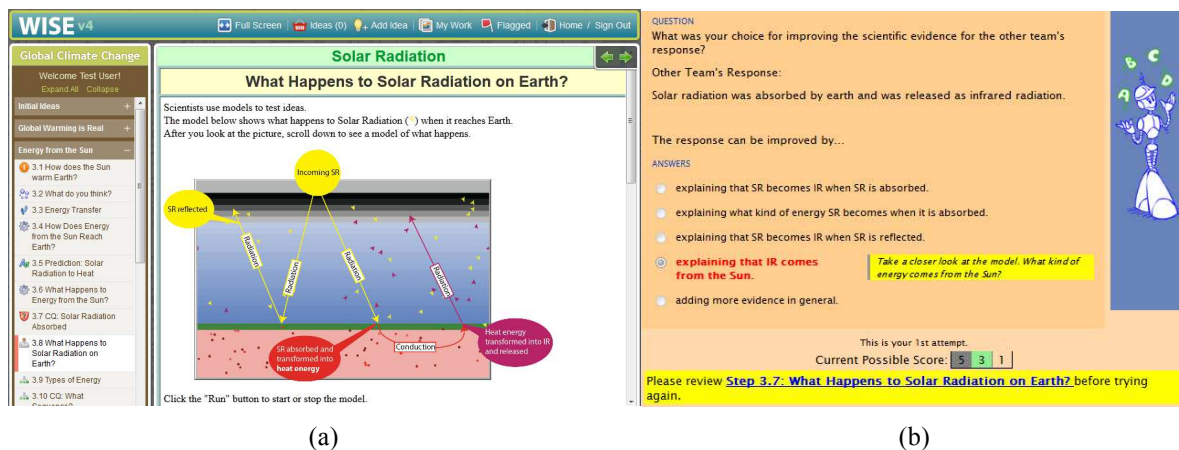 WISE v4
Full Screen
Ideas (0)
Add Idea
My Work
Flagged
Home / Sign Out
Global Climate Change
Welcome Test User!
Expand All Collapse
Initial Ideas +
Global Warming is Real +
Energy from the Sun −
3.1 How does the Sun
warm Earth?
3.2 What do you think?
3.3 Energy Transfer
3.4 How Does Energy
from the Sun Reach
Earth?
3.5 Prediction: Solar
Radiation to Heat
3.6 What Happens to
Energy from the Sun?
3.7 CQ: Solar Radiation
Absorbed
3.8 What Happens to
Solar Radiation on
Earth?
3.9 Types of Energy
3.10 CQ: What
Solar Radiation
What Happens to Solar Radiation on Earth?
Scientists use models to test ideas.
The model below shows what happens to Solar Radiation ( ) when it reaches Earth.
After you look at the picture, scroll down to see a model of what happens.
Incoming SR
SR reflected
Radiation
Radiation
Radiation
Radiation
SR absorbed and
transformed into
heat energy
Conduction
Heat energy
transformed into IR
and released
Click the "Run" button to start or stop the model.
(a)
QUESTION
What was your choice for improving the scientific evidence for the other team's
response?
Other Team's Response:
Solar radiation was absorbed by earth and was released as infrared radiation.
The response can be improved by...
ANSWERS
explaining that SR becomes IR when SR is absorbed.
explaining what kind of energy SR becomes when it is absorbed.
explaining that SR becomes IR when SR is reflected.
explaining that IR comes
from the Sun.
Take a closer look at the model. What kind of
energy comes from the Sun?
adding more evidence in general.
This is your 1st attempt.
Current Possible Score: 5 3 1
Please review Step 3.7: What Happens to Solar Radiation on Earth? before trying
again.
A B C D
(b)